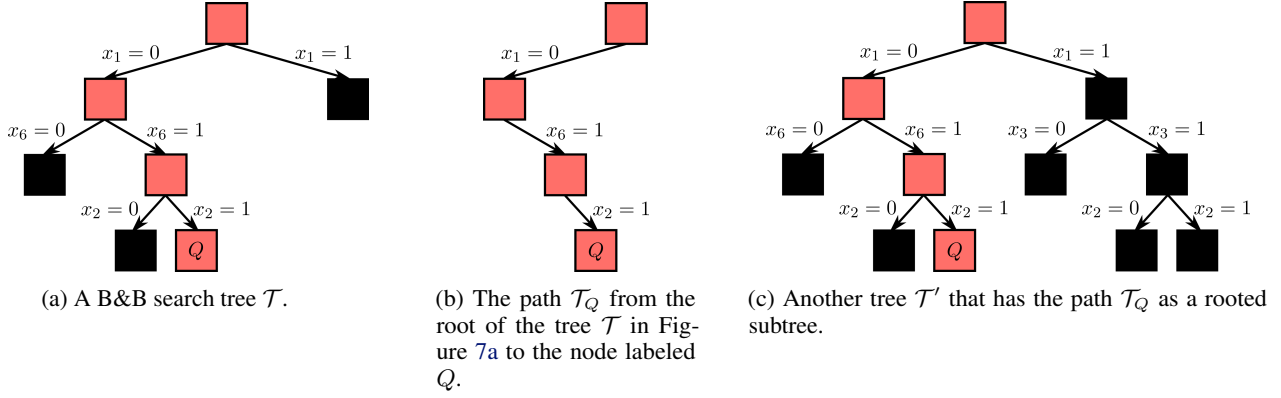 x₁ = 0
x₁ = 1
x₆ = 0
x₆ = 1
x₂ = 0
x₂ = 1
Q
(a) A B&B search tree 𝒯.
x₁ = 0
x₆ = 1
x₂ = 1
Q
(b) The path 𝒯_Q from the
root of the tree 𝒯 in Fig-
ure 7a to the node labeled
Q.
x₁ = 0
x₁ = 1
x₆ = 0
x₆ = 1
x₃ = 0
x₃ = 1
x₂ = 0
x₂ = 1
x₂ = 0
x₂ = 1
Q
(c) Another tree 𝒯′ that has the path 𝒯_Q as a rooted
subtree.